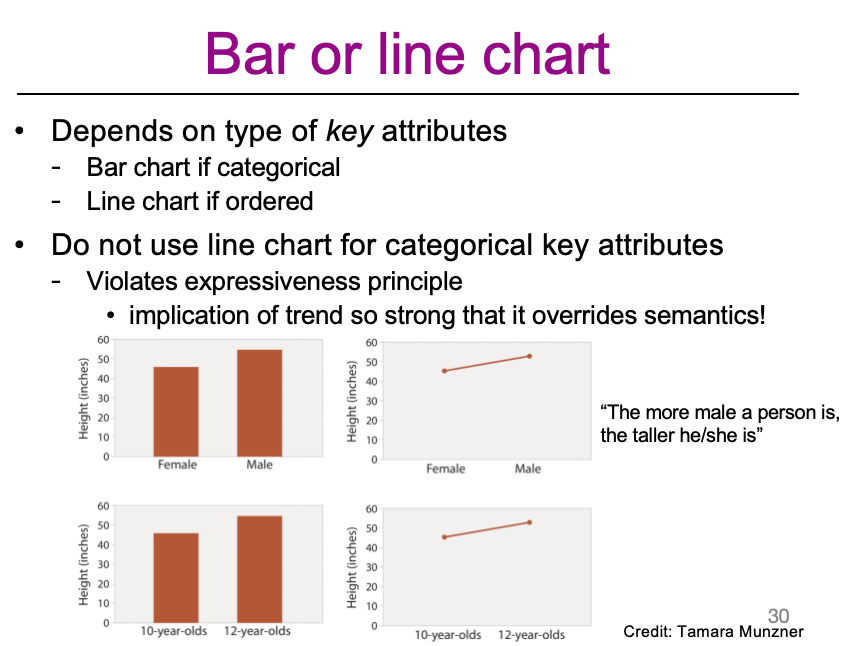 Bar or line chart
• Depends on type of key attributes
- Bar chart if categorical
- Line chart if ordered
• Do not use line chart for categorical key attributes
- Violates expressiveness principle
• implication of trend so strong that it overrides semantics!
60
50
40
30
20
10
0
Height (inches)
Female Male
60
50
40
30
20
10
0
Height (inches)
Female Male
“The more male a person is,
the taller he/she is”
60
50
40
30
20
10
0
Height (inches)
10-year-olds 12-year-olds
60
50
40
30
20
10
0
Height (inches)
10-year-olds 12-year-olds
30
Credit: Tamara Munzner